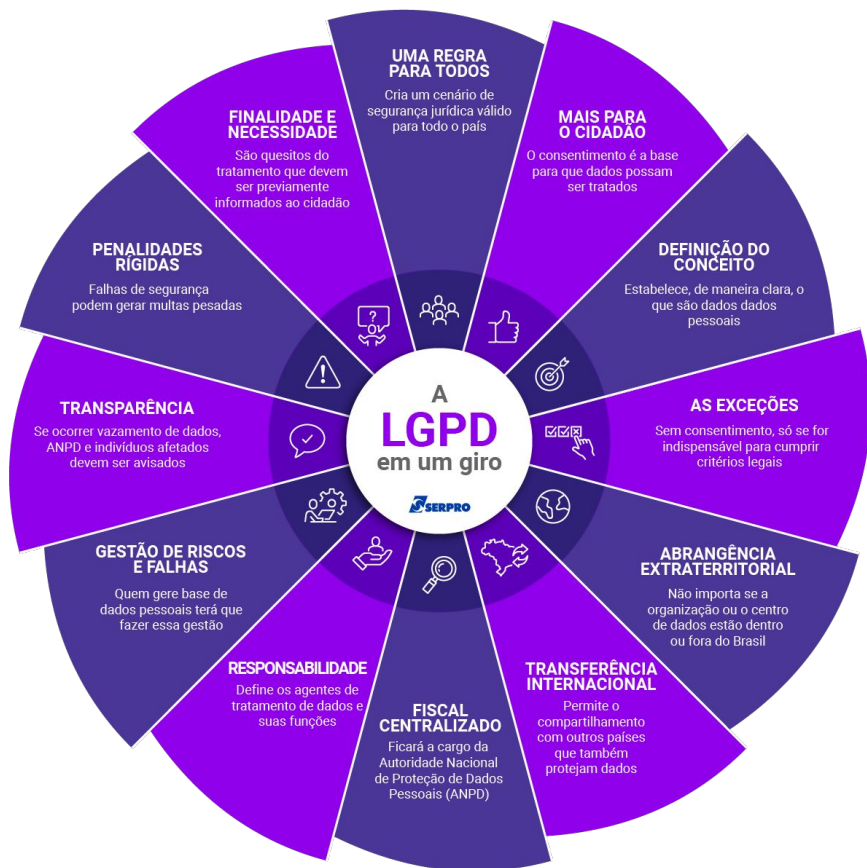 UMA REGRA
PARA TODOS
Cria um cenário de
segurança jurídica válido
para todo o país
MAIS PARA
O CIDADÃO
O consentimento é a base
para que dados possam
ser tratados
DEFINIÇÃO DO
CONCEITO
Estabelece, de maneira clara, o
que são dados dados
pessoais
AS EXCEÇÕES
Sem consentimento, só se for
indispensável para cumprir
critérios legais
ABRANGÊNCIA
EXTRATERRITORIAL
Não importa se a
organização ou o centro
de dados estão dentro
ou fora do Brasil
TRANSFERÊNCIA
INTERNACIONAL
Permite o
compartilhamento
com outros países
que também
protejam dados
FISCAL
CENTRALIZADO
Ficará a cargo da
Autoridade Nacional
de Proteção de Dados
Pessoais (ANPD)
RESPONSABILIDADE
Define os agentes de
tratamento de dados e
suas funções
GESTÃO DE RISCOS
E FALHAS
Quem gere base de
dados pessoais terá que
fazer essa gestão
TRANSPARÊNCIA
Se ocorrer vazamento de dados,
ANPD e indivíduos afetados
devem ser avisados
PENALIDADES
RÍGIDAS
Falhas de segurança
podem gerar multas pesadas
FINALIDADE E
NECESSIDADE
São quesitos do
tratamento que devem
ser previamente
informados ao cidadão
A
LGPD
em um giro
SERPRO